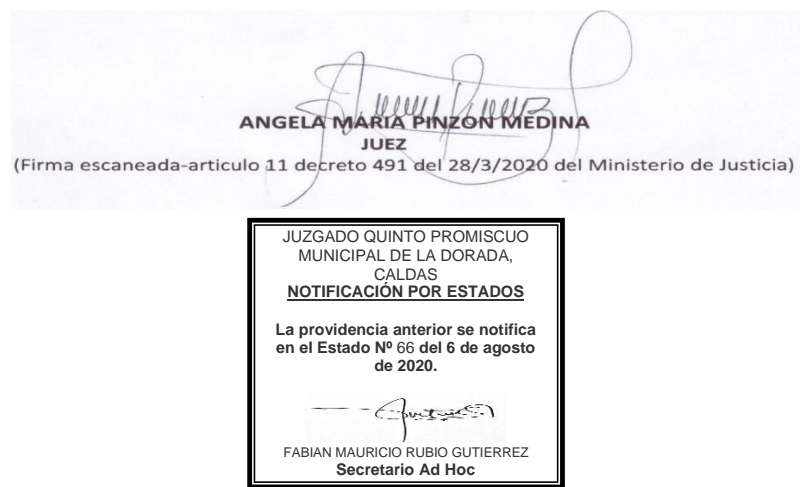 ANGELA MARIA PINZON MEDINA
JUEZ
(Firma escaneada-articulo 11 decreto 491 del 28/3/2020 del Ministerio de Justicia)
JUZGADO QUINTO PROMISCUO
MUNICIPAL DE LA DORADA,
CALDAS
NOTIFICACIÓN POR ESTADOS
La providencia anterior se notifica
en el Estado Nº 66 del 6 de agosto
de 2020.
FABIAN MAURICIO RUBIO GUTIERREZ
Secretario Ad Hoc